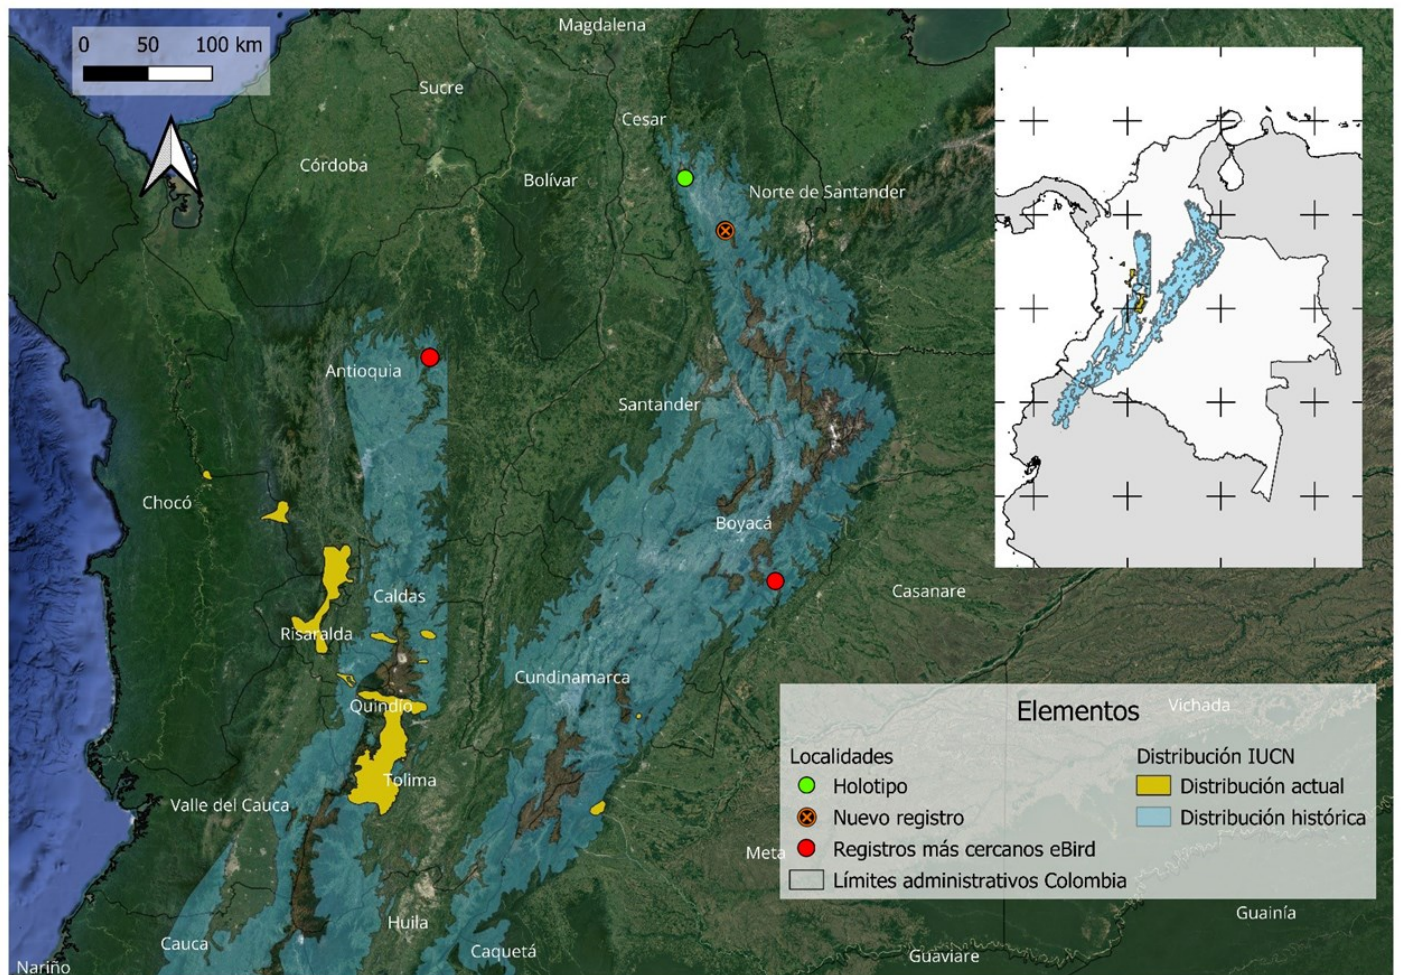 0 50 100 km
Magdalena
Sucre
Cesar
Córdoba
Bolívar
Norte de Santander
Antioquia
Santander
Chocó
Boyacá
Caldas
Casanare
Risaralda
Cundinamarca
Quindío
Tolima
Valle del Cauca
Meta
Huila
Cauca
Caquetá
Nariño
Guaviare
Guainía
Vichada
Elementos
Localidades
Holotipo
Nuevo registro
Registros más cercanos eBird
Límites administrativos Colombia
Distribución IUCN
Distribución actual
Distribución histórica